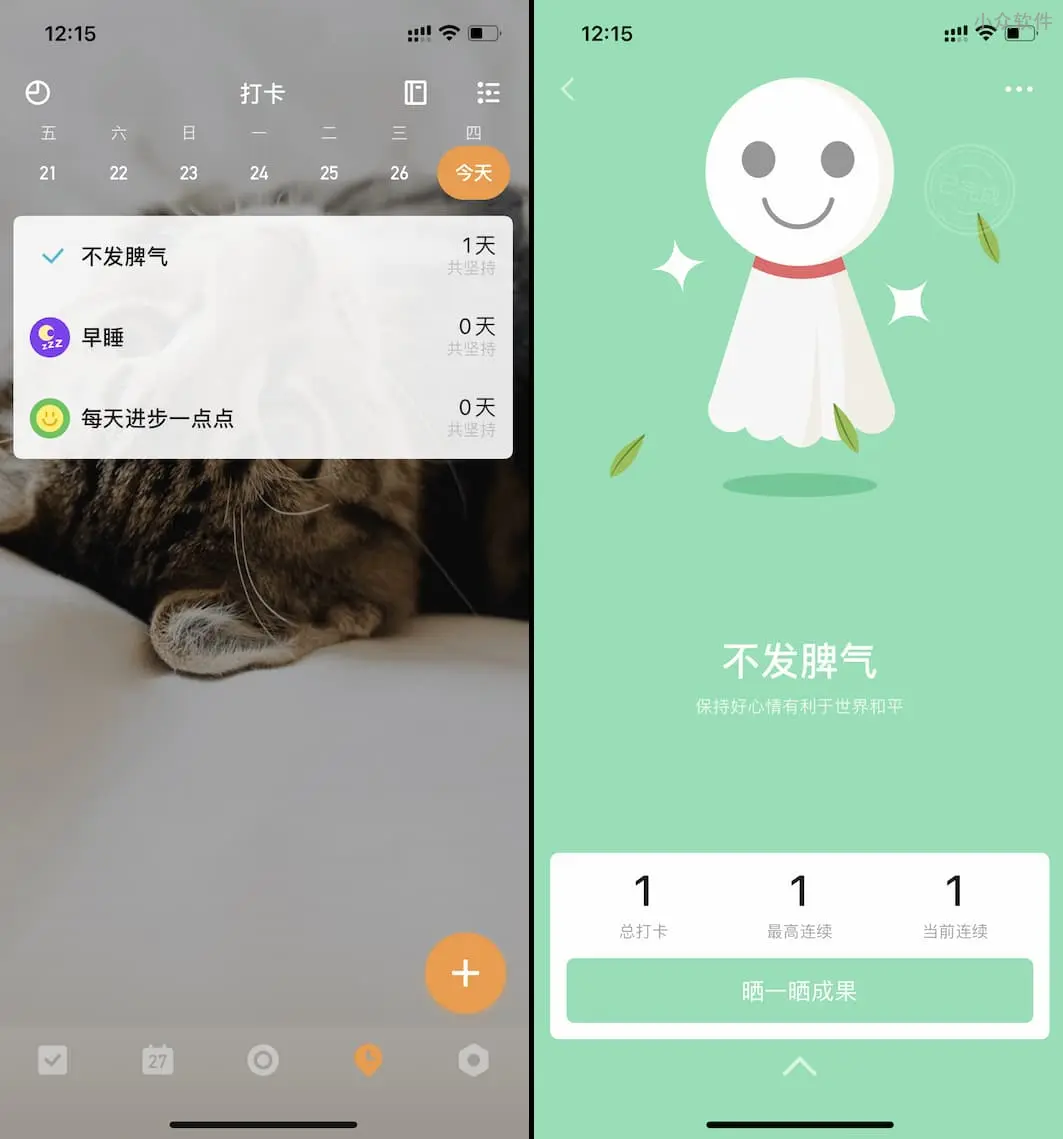 12:15
打卡
五 六 日 一 二 三 四
21 22 23 24 25 26 今天
不发脾气 1天
共坚持
早睡 0天
共坚持
每天进步一点点 0天
共坚持
27
小众软件
12:15
已完成
不发脾气
保持好心情有利于世界和平
1 1 1
总打卡 最高连续 当前连续
晒一晒成果